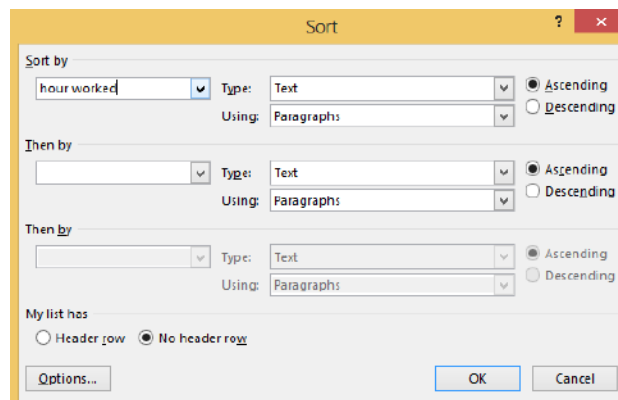 Sort ? ×
Sort by
hour worked Type: Text Ascending
Using: Paragraphs Descending
Then by
Type: Text Ascending
Using: Paragraphs Descending
Then by
Type: Text Ascending
Using: Paragraphs Descending
My list has
Header row No header row
Options... OK Cancel